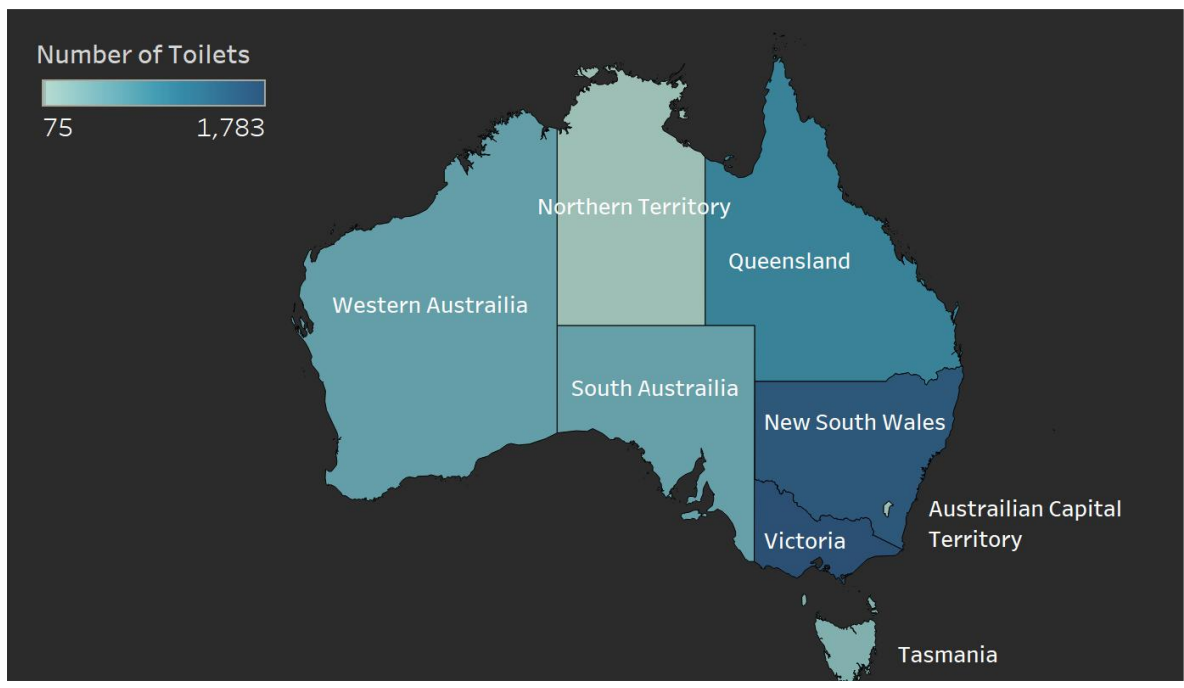 Number of Toilets
75 1,783
Northern Territory
Queensland
Western Austrailia
South Austrailia
New South Wales
Austrailian Capital
Territory
Victoria
Tasmania